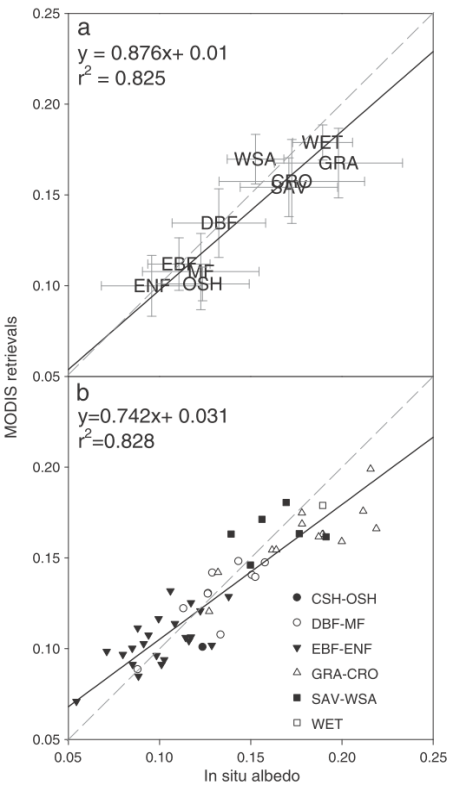 a
y = 0.876x+ 0.01
r² = 0.825
0.25
0.20
0.15
0.10
0.05
WET
WSA
GRA
CRO
SAV
DBF
EBF
MF
ENF
OSH
MODIS retrievals
b
y=0.742x+ 0.031
r²=0.828
0.20
0.15
0.10
0.05
CSH-OSH
DBF-MF
EBF-ENF
GRA-CRO
SAV-WSA
WET
0.05 0.10 0.15 0.20 0.25
In situ albedo